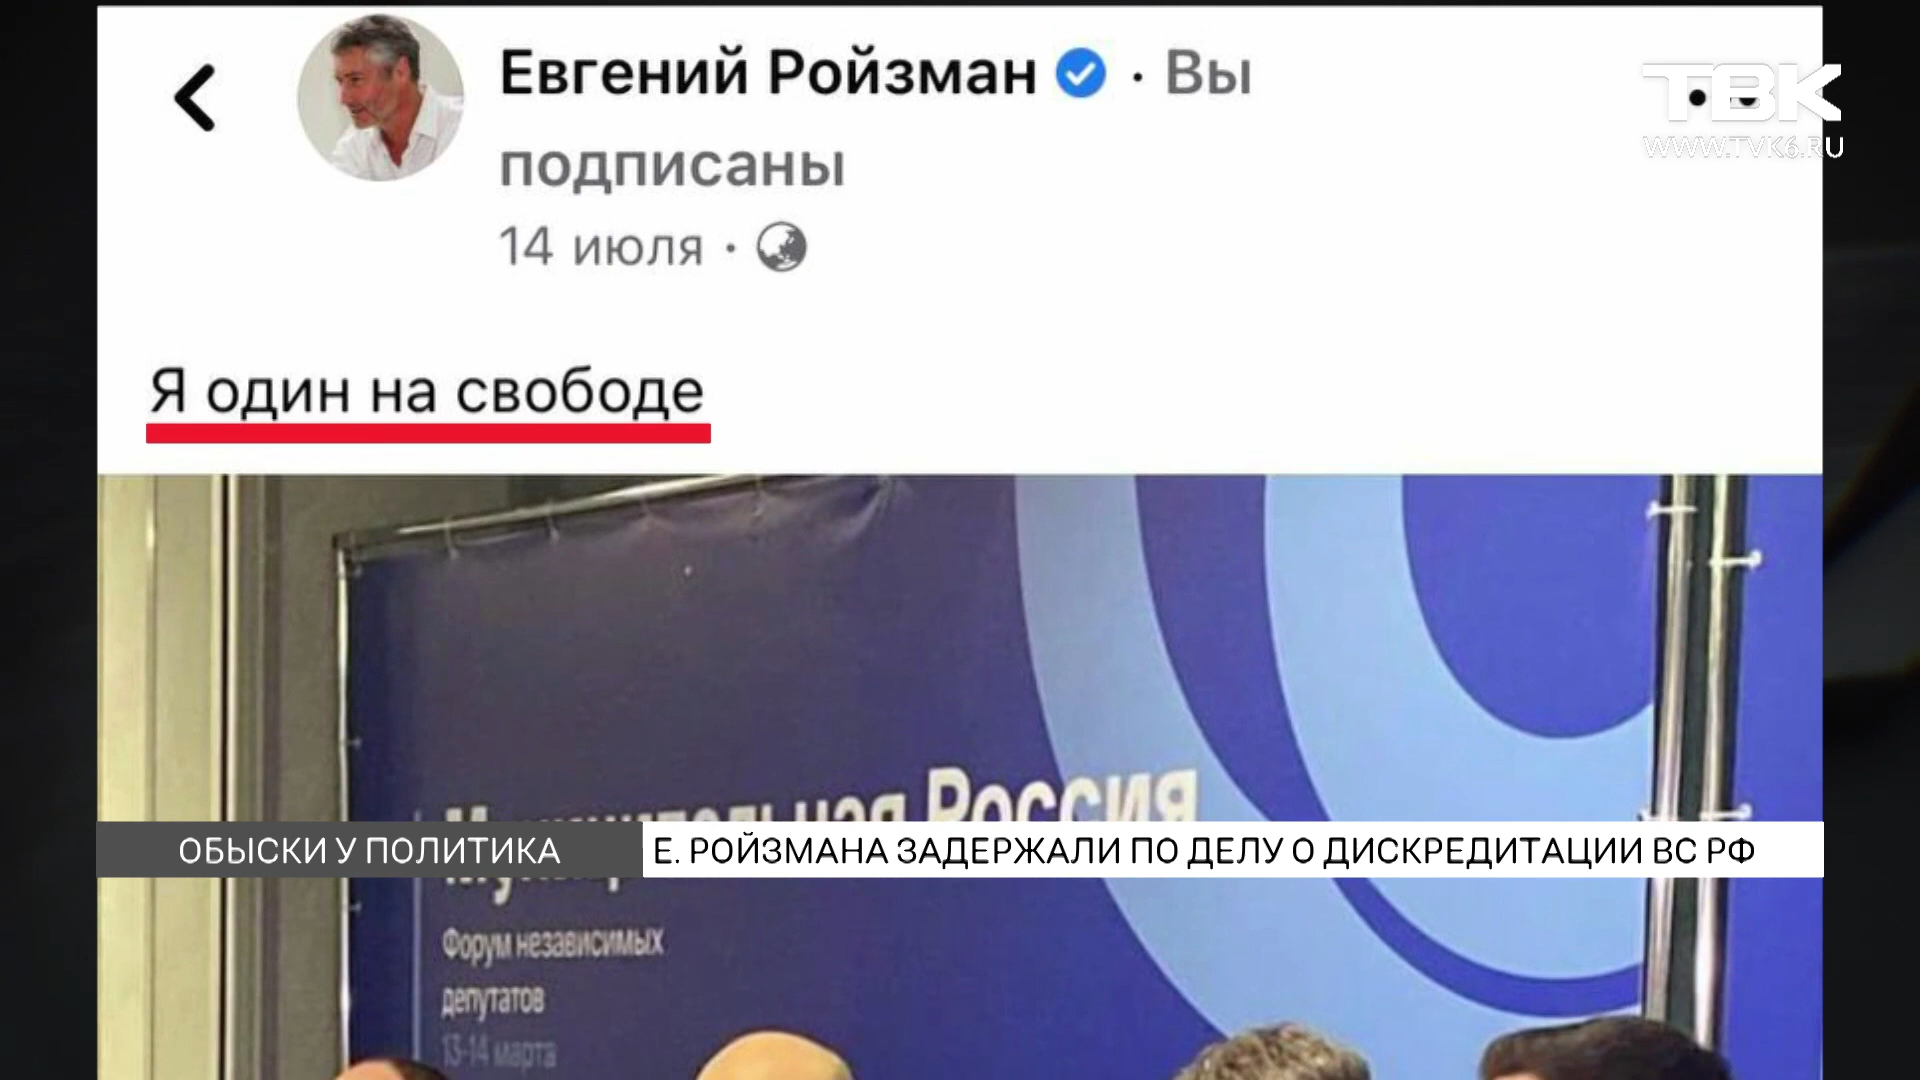 Евгений Ройзман · Вы
подписаны
14 июля ·
ТВК
WWW.TVK6.RU
Я один на свободе
Муниципальная Россия
ОБЫСКИ У ПОЛИТИКА
Е. РОЙЗМАНА ЗАДЕРЖАЛИ ПО ДЕЛУ О ДИСКРЕДИТАЦИИ ВС РФ
Форум независимых
депутатов
13-14 марта